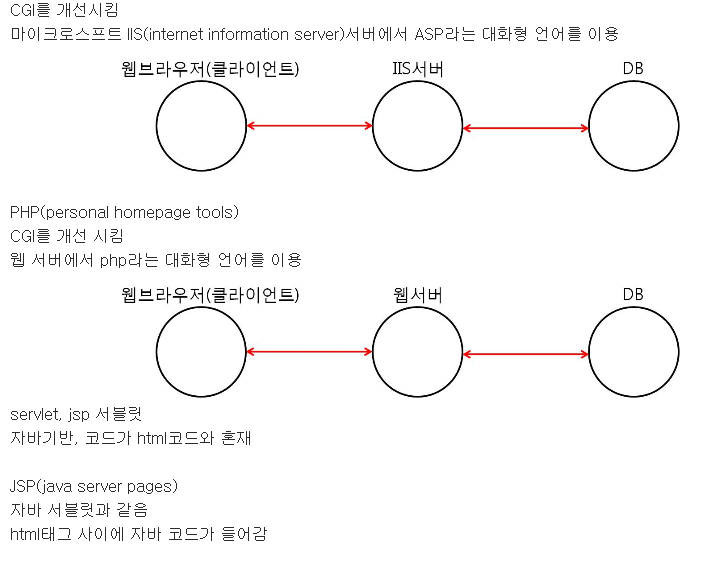 CGI를 개선시킴
마이크로스프트 IIS(internet information server)서버에서 ASP라는 대화형 언어를 이용
웹브라우저(클라이언트) IIS서버 DB
PHP(personal homepage tools)
CGI를 개선 시킴
웹 서버에서 php라는 대화형 언어를 이용
웹브라우저(클라이언트) 웹서버 DB
servlet, jsp 서블릿
자바기반, 코드가 html코드와 혼재
JSP(java server pages)
자바 서블릿과 같음
html태그 사이에 자바 코드가 들어감